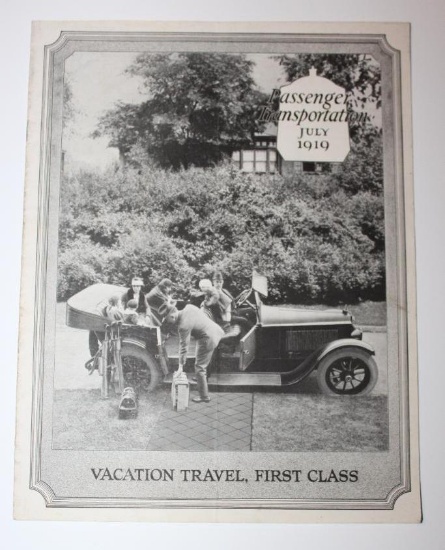 Passenger
Transportation
JULY
1919
VACATION TRAVEL, FIRST CLASS